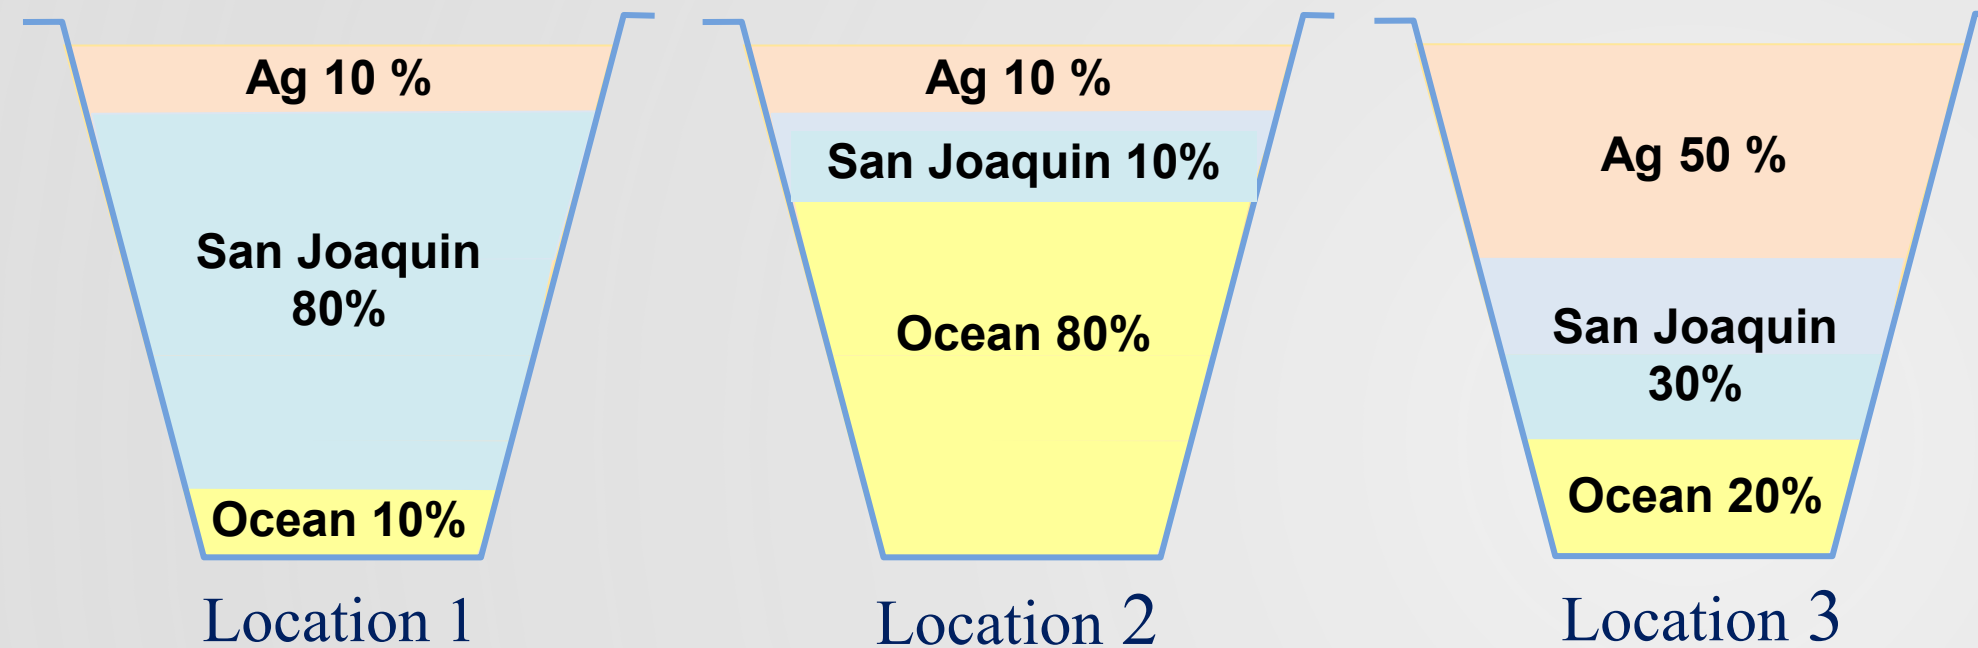 Ag 10 %
San Joaquin
80%
Ocean 10%
Location 1
Ag 10 %
San Joaquin 10%
Ocean 80%
Location 2
Ag 50 %
San Joaquin
30%
Ocean 20%
Location 3